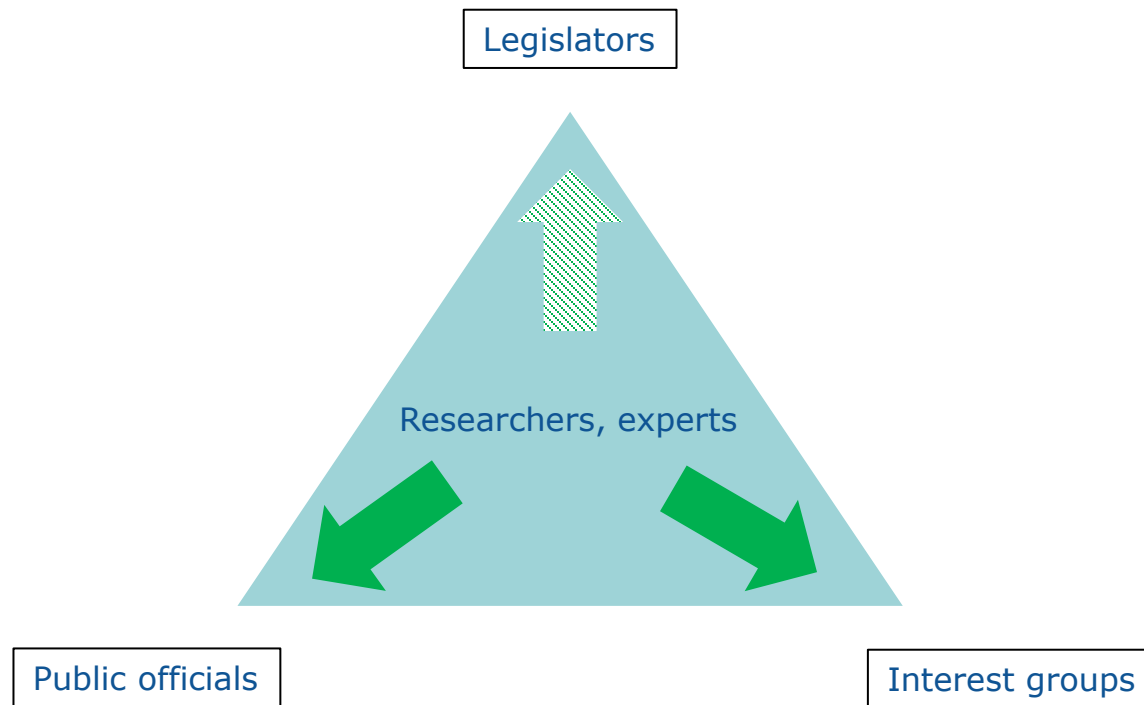 Legislators
Researchers, experts
Public officials
Interest groups